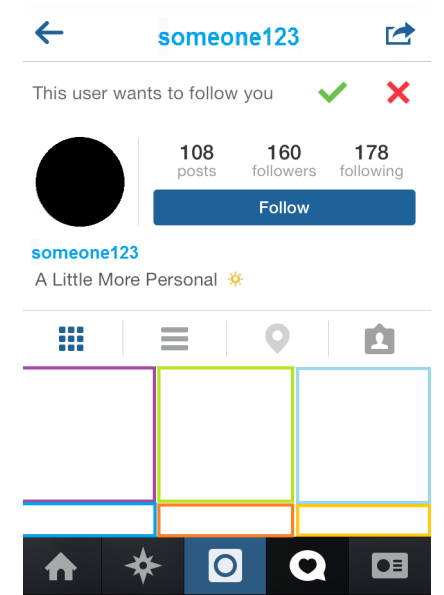 someone123
This user wants to follow you
108 160 178
posts followers following
Follow
someone123
A Little More Personal 🔅